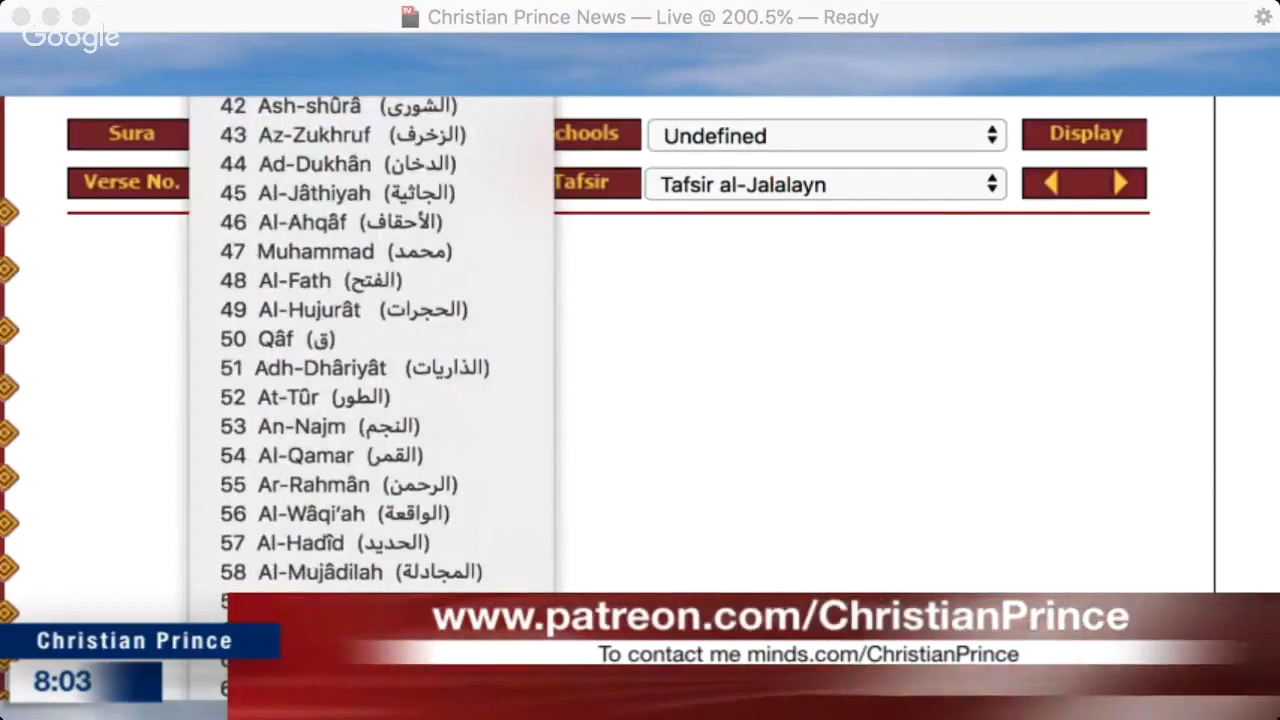 Christian Prince News — Live @ 200.5% — Ready
Google
42 Ash-shûrâ (الشورى)
Sura
43 Az-Zukhruf (الزخرف)
chools
Undefined
Display
44 Ad-Dukhân (الدخان)
Verse No.
45 Al-Jâthiyah (الجاثية)
Tafsir
Tafsir al-Jalalayn
46 Al-Ahqâf (الأحقاف)
47 Muhammad (محمد)
48 Al-Fath (الفتح)
49 Al-Hujurât (الحجرات)
50 Qâf (ق)
51 Adh-Dhâriyât (الذاريات)
52 At-Tûr (الطور)
53 An-Najm (النجم)
54 Al-Qamar (القمر)
55 Ar-Rahmân (الرحمن)
56 Al-Wâqi‘ah (الواقعة)
57 Al-Hadîd (الحديد)
58 Al-Mujâdilah (المجادلة)
www.patreon.com/ChristianPrince
To contact me minds.com/ChristianPrince
Christian Prince
8:03